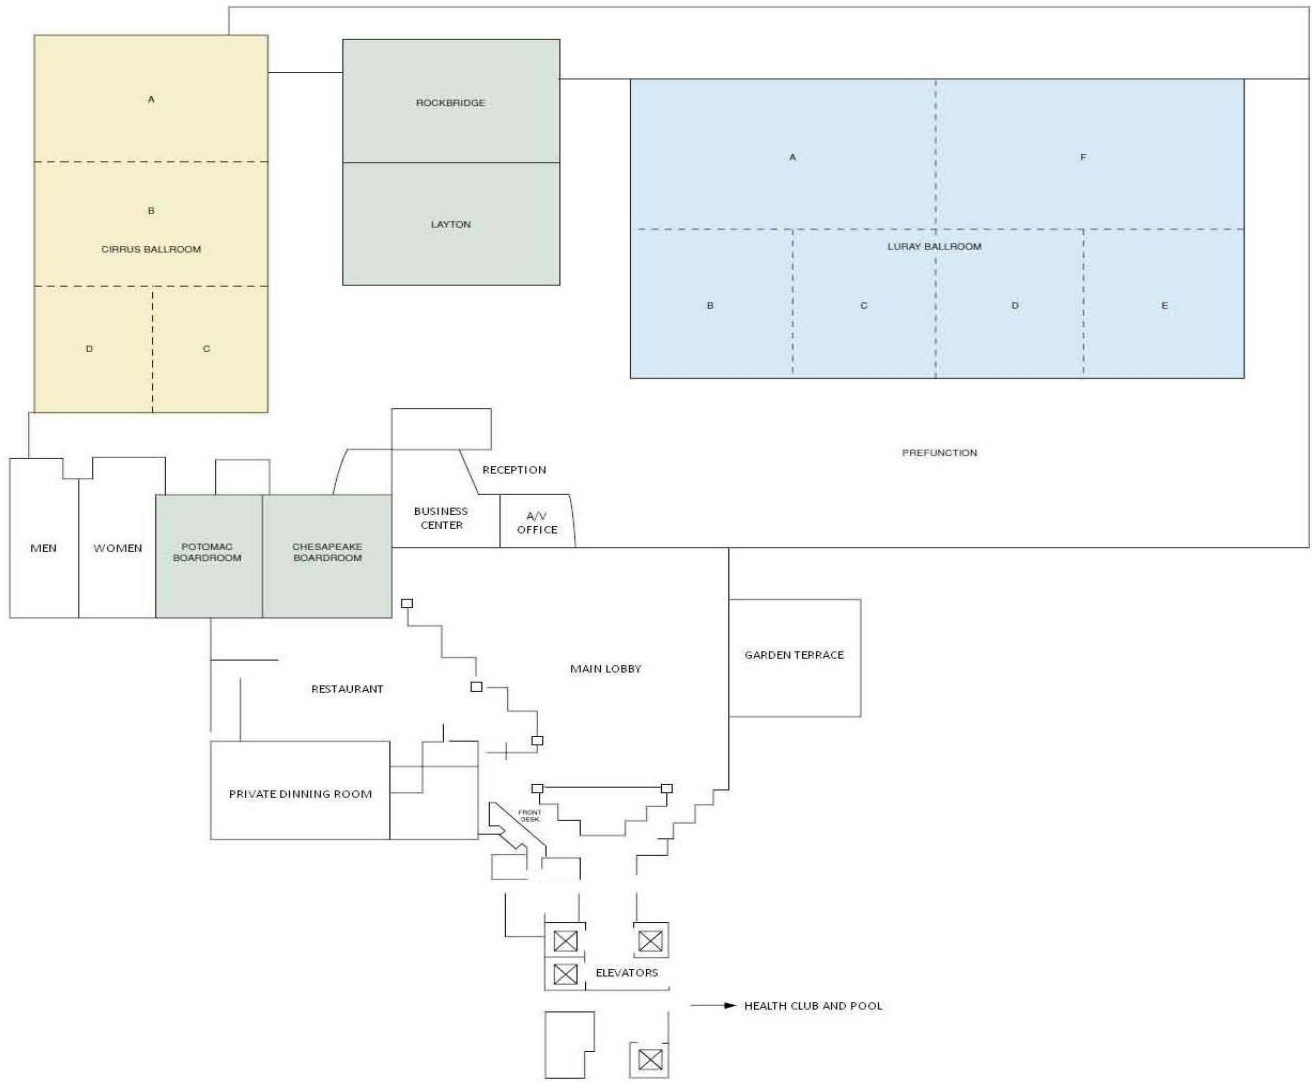 A
ROCKBRIDGE
A
F
B
LAYTON
CIRRUS BALLROOM
LURAY BALLROOM
B
C
D
E
D
C
PREFUNCTION
RECEPTION
BUSINESS
CENTER
A/V
OFFICE
MEN
WOMEN
POTOMAC
BOARDROOM
CHESAPEAKE
BOARDROOM
GARDEN TERRACE
MAIN LOBBY
RESTAURANT
PRIVATE DINNING ROOM
FRONT
DESK
ELEVATORS
HEALTH CLUB AND POOL